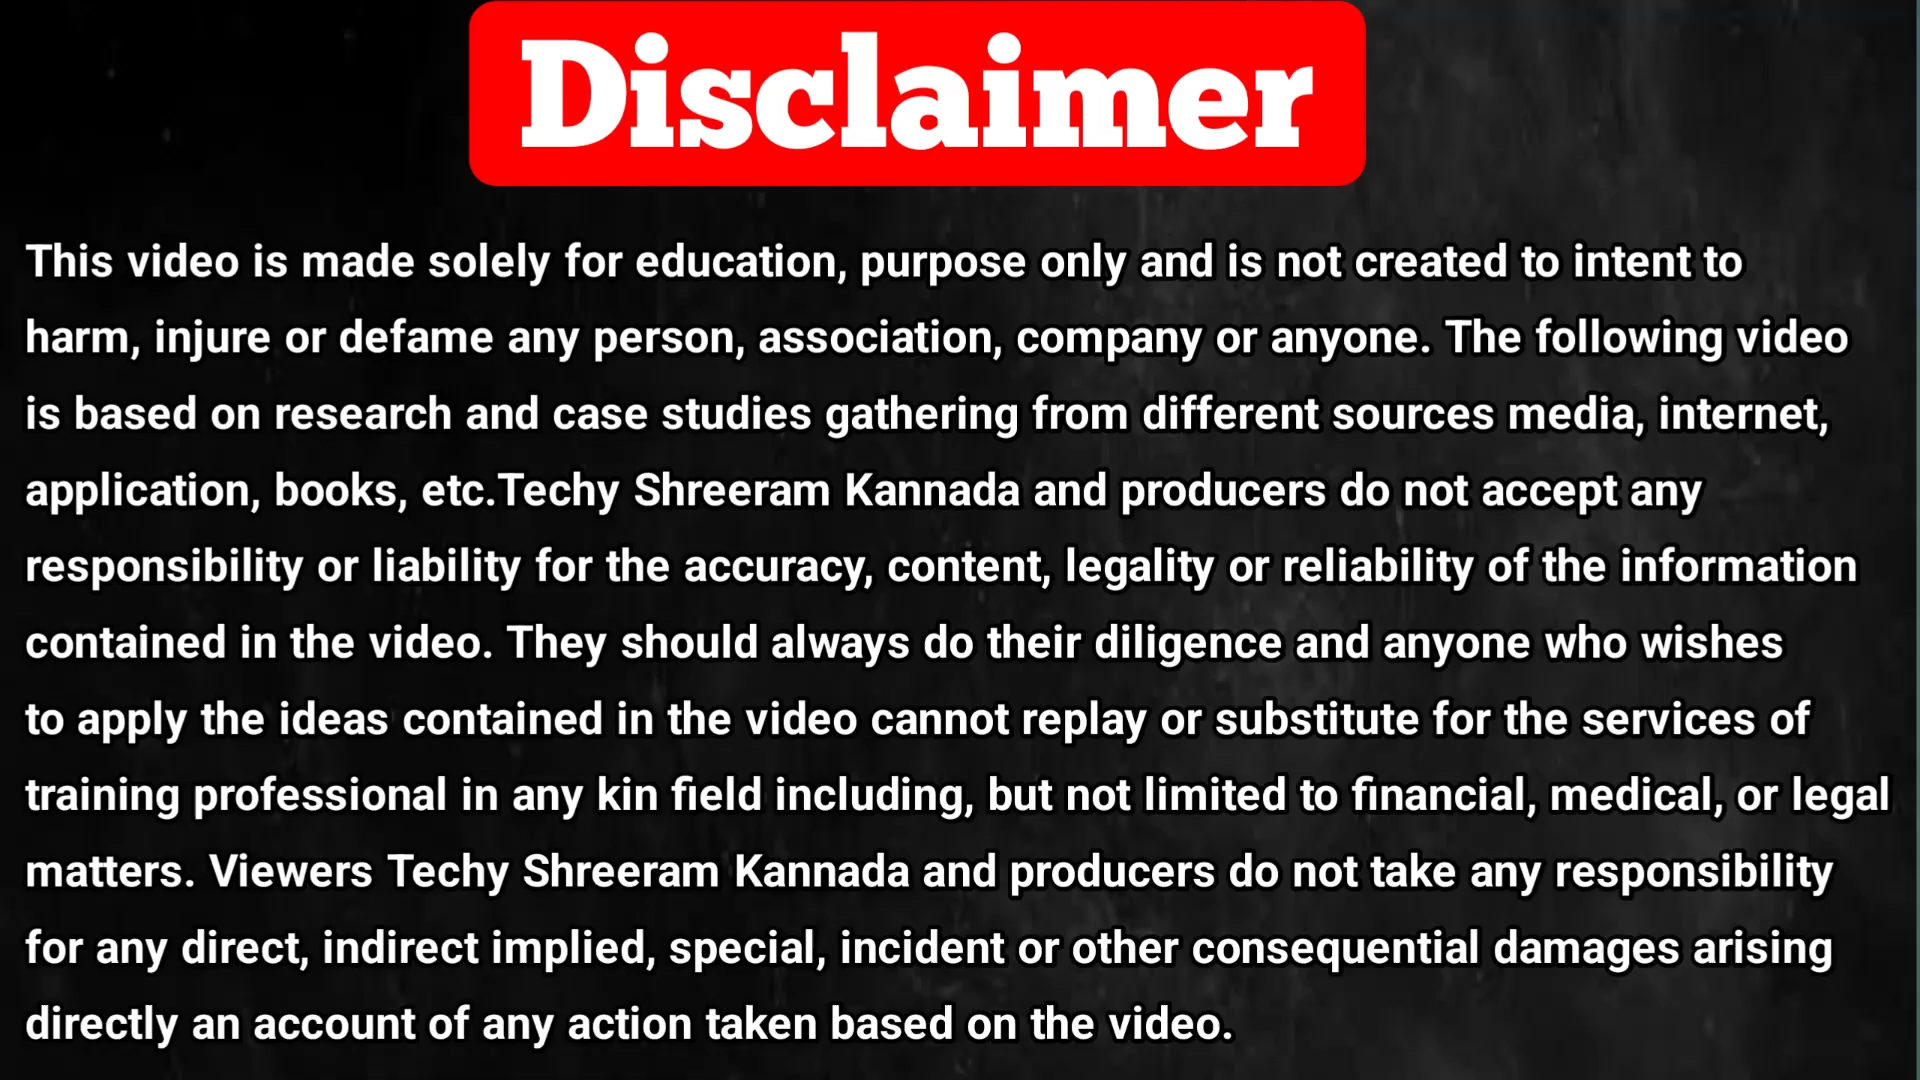 Disclaimer
This video is made solely for education, purpose only and is not created to intent to
harm, injure or defame any person, association, company or anyone. The following video
is based on research and case studies gathering from different sources media, internet,
application, books, etc.Techy Shreeram Kannada and producers do not accept any
responsibility or liability for the accuracy, content, legality or reliability of the information
contained in the video. They should always do their diligence and anyone who wishes
to apply the ideas contained in the video cannot replay or substitute for the services of
training professional in any kin field including, but not limited to financial, medical, or legal
matters. Viewers Techy Shreeram Kannada and producers do not take any responsibility
for any direct, indirect implied, special, incident or other consequential damages arising
directly an account of any action taken based on the video.